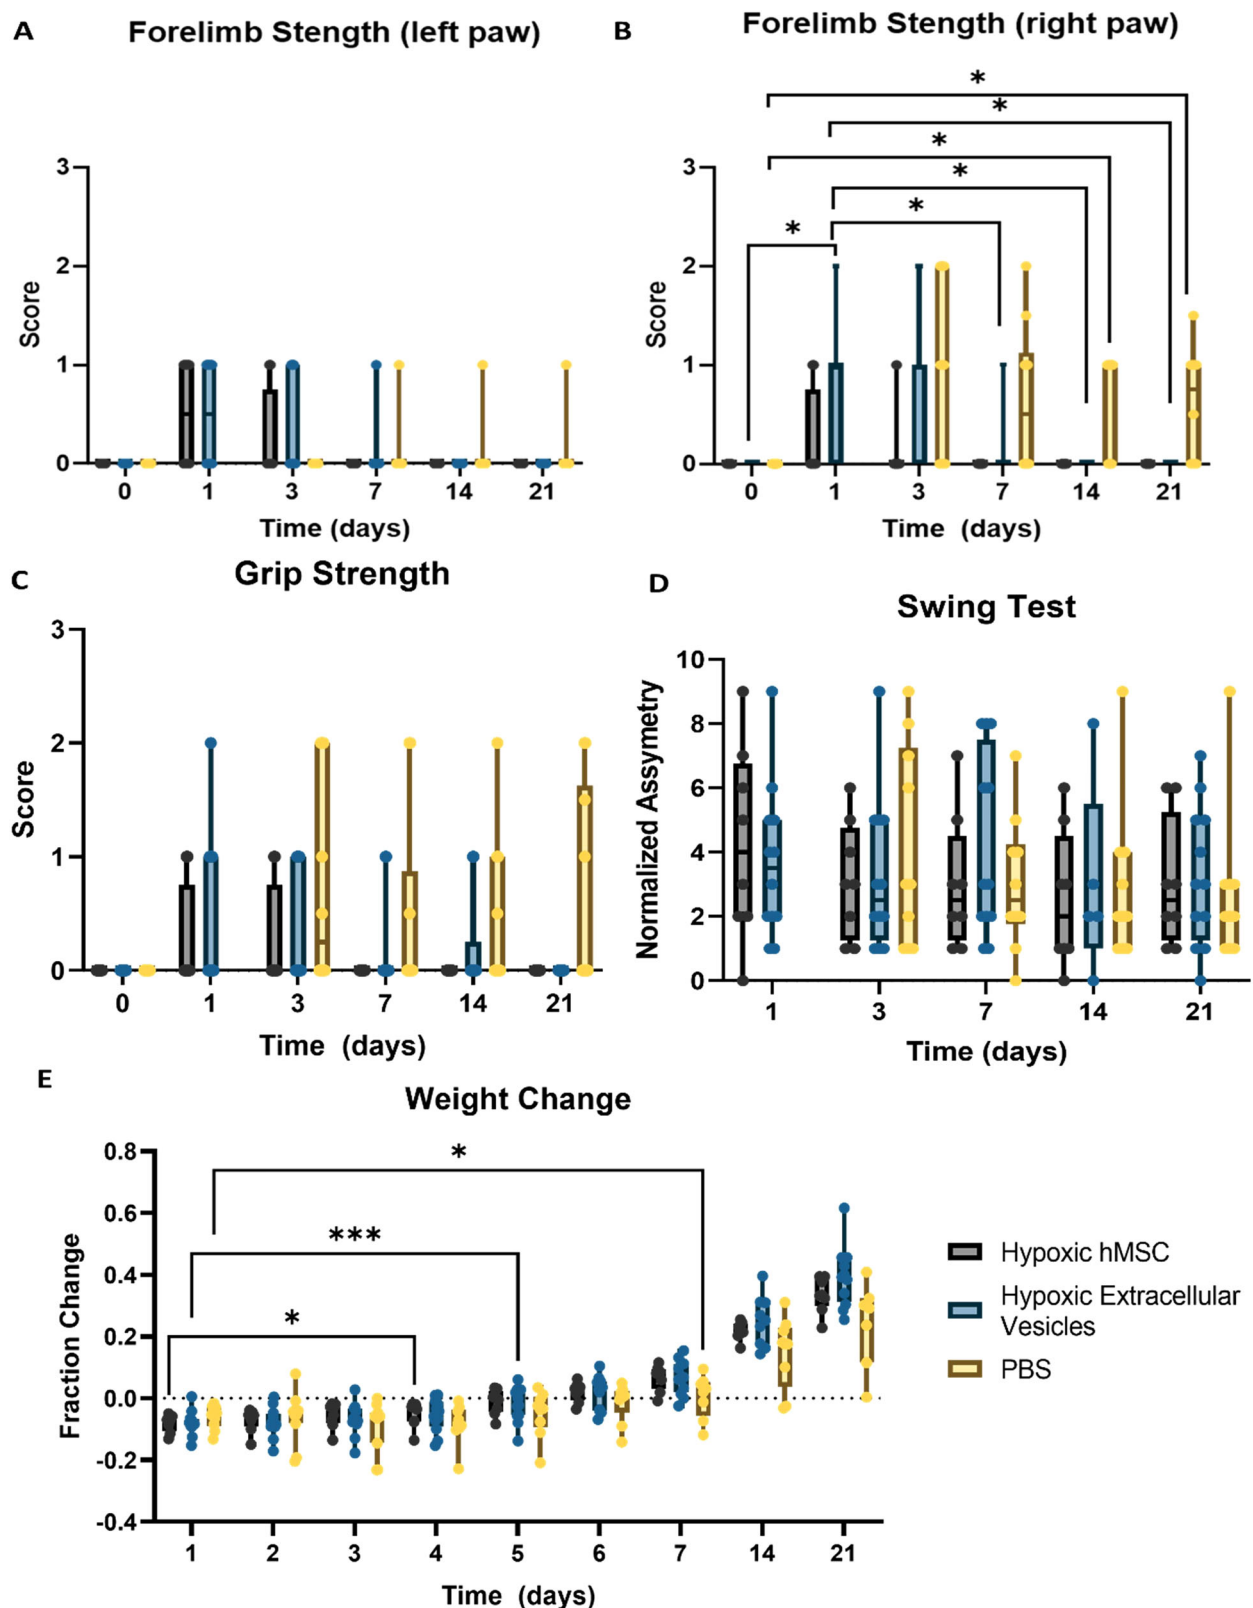 A
Forelimb Stength (left paw)
3
2
1
0
Score
0 1 3 7 14 21
Time (days)
B
Forelimb Stength (right paw)
*
*
*
*
*
*
3
2
1
0
Score
0 1 3 7 14 21
Time (days)
C
Grip Strength
3
2
1
0
Score
0 1 3 7 14 21
Time (days)
D
Swing Test
10
8
6
4
2
0
Normalized Assymetry
1 3 7 14 21
Time (days)
E
Weight Change
*
***
*
0.8
0.6
0.4
0.2
0.0
-0.2
-0.4
Fraction Change
1 2 3 4 5 6 7 14 21
Time (days)
Hypoxic hMSC
Hypoxic Extracellular
Vesicles
PBS